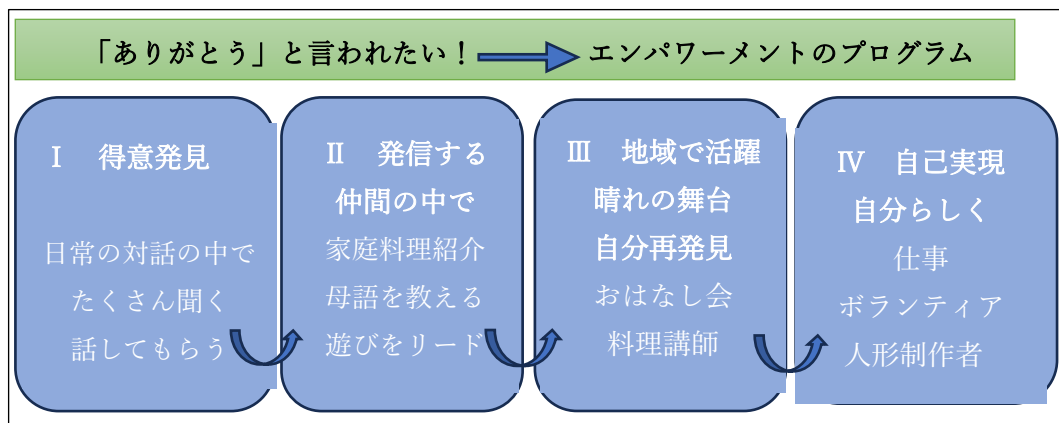 「ありがとう」と言われたい！ エンパワーメントのプログラム
Ⅰ 得意発見
日常の対話の中で
たくさん聞く
話してもらう
Ⅱ 発信する
仲間の中で
家庭料理紹介
母語を教える
遊びをリード
Ⅲ 地域で活躍
晴れの舞台
自分再発見
おはなし会
料理講師
Ⅳ 自己実現
自分らしく
仕事
ボランティア
人形制作者